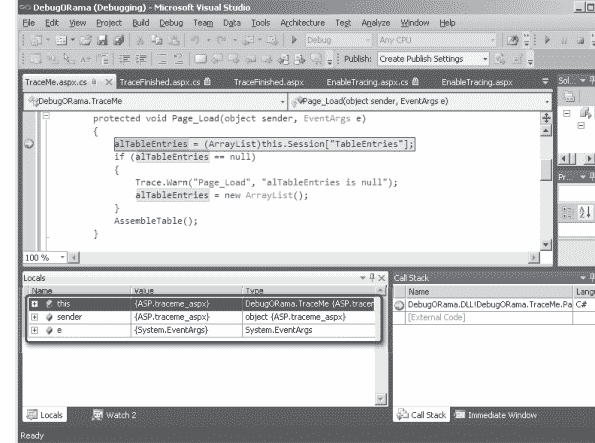 DebugORama (Debugging) - Microsoft Visual Studio
File Edit View Project Build Debug Team Data Tools Architecture Test Analyze Window Help
Debug Any CPU
Publish: Create Publish Settings
TraceMe.aspx.cs TraceFinished.aspx.cs TraceFinished.aspx EnableTracing.aspx.cs EnableTracing.aspx Sol...
DebugORama.TraceMe Page_Load(object sender, EventArgs e)
protected void Page_Load(object sender, EventArgs e)
{
alTableEntries = (ArrayList)this.Session["TableEntries"];
if (alTableEntries == null)
{
Trace.Warn("Page_Load", "alTableEntries is null");
alTableEntries = new ArrayList();
}
AssembleTable();
}
Pr...
100 %
Locals
Name Value Type
this {ASP.traceme_aspx} DebugORama.TraceMe {ASP.tracem
sender {ASP.traceme_aspx} object {ASP.traceme_aspx}
e {System.EventArgs} System.EventArgs
Call Stack
Name Langu
DebugORama.DLL!DebugORama.TraceMe.Pa C#
[External Code]
Locals Watch 2
Call Stack Immediate Window
Ready